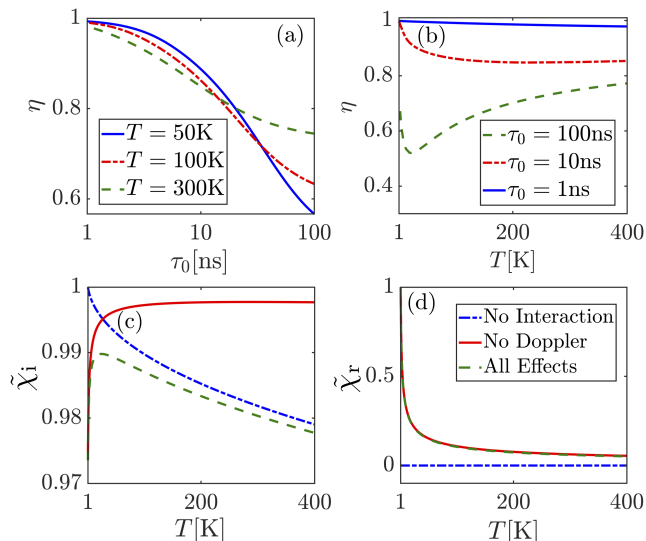 1
0.8
0.6
η
(a)
T = 50K
T = 100K
T = 300K
1
10
100
τ₀[ns]
1
0.8
0.6
0.4
η
(b)
τ₀ = 100ns
τ₀ = 10ns
τ₀ = 1ns
1
200
400
T[K]
1
0.99
0.98
0.97
χ̃ᵢ
(c)
1
200
400
T[K]
1
0.5
0
χ̃ᵣ
(d)
No Interaction
No Doppler
All Effects
1
200
400
T[K]